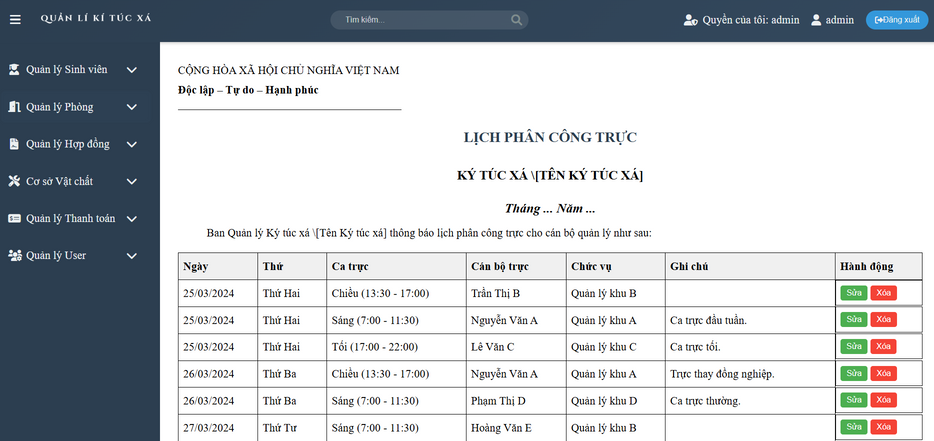 QUẢN LÍ KÍ TÚC XÁ
Tìm kiếm...
Quyền của tôi: admin
admin
Đăng xuất
Quản lý Sinh viên
Quản lý Phòng
Quản lý Hợp đồng
Cơ sở Vật chất
Quản lý Thanh toán
Quản lý User
CỘNG HÒA XÃ HỘI CHỦ NGHĨA VIỆT NAM
Độc lập – Tự do – Hạnh phúc
LỊCH PHÂN CÔNG TRỰC
KÝ TÚC XÁ \[TÊN KÝ TÚC XÁ]
Tháng ... Năm ...
Ban Quản lý Ký túc xá \[Tên Ký túc xá] thông báo lịch phân công trực cho cán bộ quản lý như sau:
Ngày Thứ Ca trực Cán bộ trực Chức vụ Ghi chú Hành động
25/03/2024 Thứ Hai Chiều (13:30 - 17:00) Trần Thị B Quản lý khu B Sửa Xóa
25/03/2024 Thứ Hai Sáng (7:00 - 11:30) Nguyễn Văn A Quản lý khu A Ca trực đầu tuần. Sửa Xóa
25/03/2024 Thứ Hai Tối (17:00 - 22:00) Lê Văn C Quản lý khu C Ca trực tối. Sửa Xóa
26/03/2024 Thứ Ba Chiều (13:30 - 17:00) Nguyễn Văn A Quản lý khu A Trực thay đồng nghiệp. Sửa Xóa
26/03/2024 Thứ Ba Sáng (7:00 - 11:30) Phạm Thị D Quản lý khu D Ca trực thường. Sửa Xóa
27/03/2024 Thứ Tư Sáng (7:00 - 11:30) Hoàng Văn E Quản lý khu B Sửa Xóa